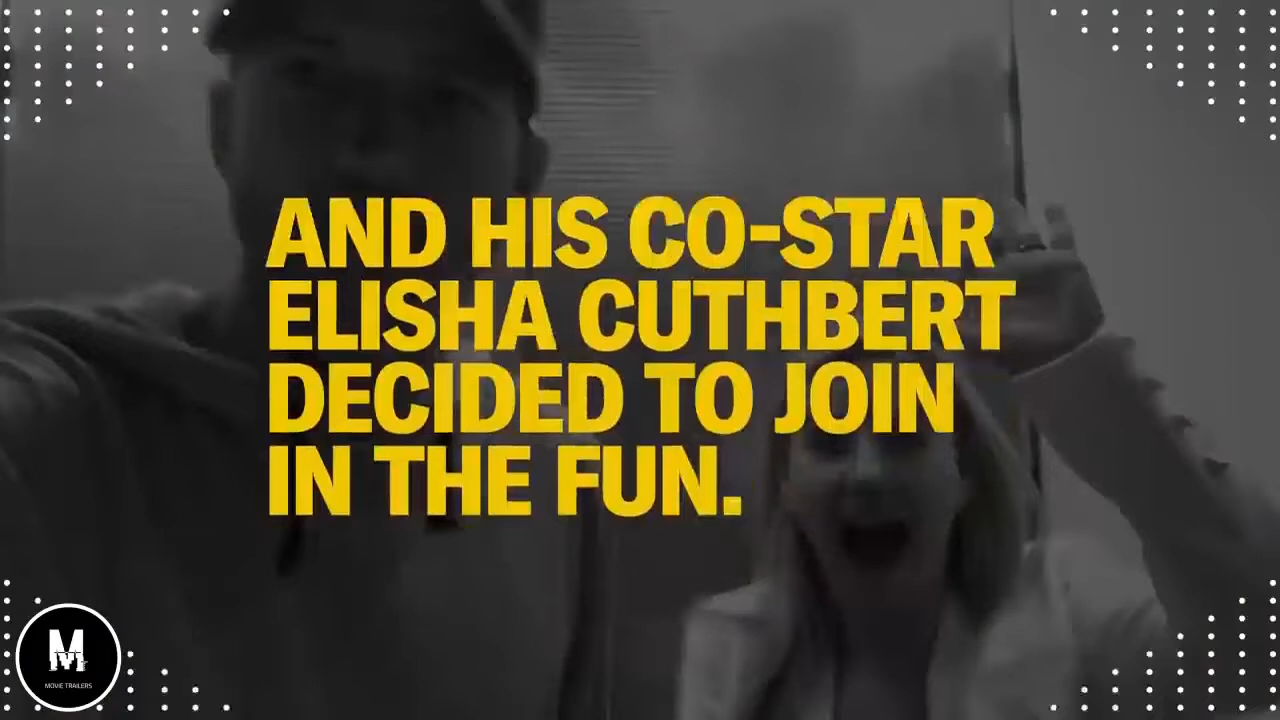 AND HIS CO-STAR
ELISHA CUTHBERT
DECIDED TO JOIN
IN THE FUN.
M
MOVIE TRAILERS